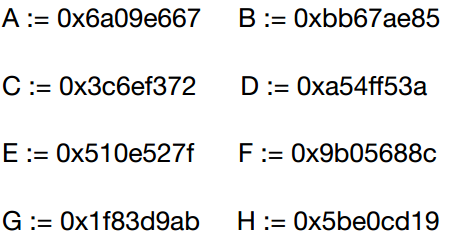 A := 0x6a09e667 B := 0xbb67ae85
C := 0x3c6ef372 D := 0xa54ff53a
E := 0x510e527f F := 0x9b05688c
G := 0x1f83d9ab H := 0x5be0cd19